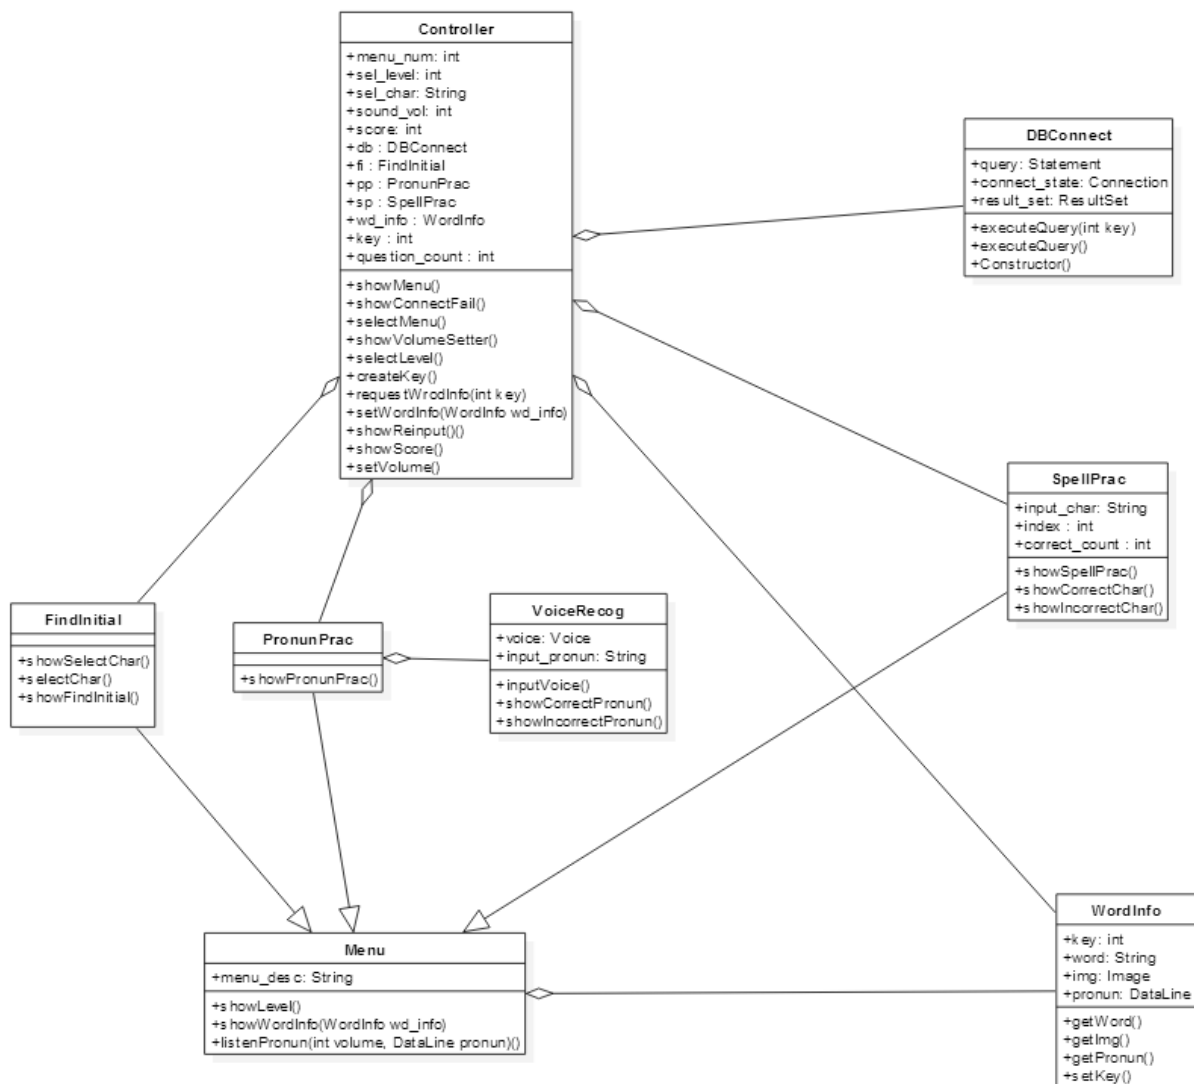 Controller
+menu_num: int
+sel_level: int
+sel_char: String
+sound_vol: int
+score: int
+db : DBConnect
+fi : FindInitial
+pp : PronunPrac
+sp : SpellPrac
+wd_info : WordInfo
+key : int
+question_count : int
+showMenu()
+showConnectFail()
+selectMenu()
+showVolumeSetter()
+selectLevel()
+createKey()
+requestWrodInfo(int key)
+setWordInfo(WordInfo wd_info)
+showReinput()()
+showScore()
+setVolume()
DBConnect
+query: Statement
+connect_state: Connection
+result_set: ResultSet
+executeQuery(int key)
+executeQuery()
+Constructor()
SpellPrac
+input_char: String
+index : int
+correct_count : int
+showSpellPrac()
+showCorrectChar()
+showIncorrectChar()
FindInitial
+showSelectChar()
+selectChar()
+showFindInitial()
PronunPrac
+showPronunPrac()
VoiceRecog
+voice: Voice
+input_pronun: String
+inputVoice()
+showCorrectPronun()
+showIncorrectPronun()
Menu
+menu_desc: String
+showLevel()
+showWordInfo(WordInfo wd_info)
+listenPronun(int volume, DataLine pronun)()
WordInfo
+key: int
+word: String
+img: Image
+pronun: DataLine
+getWord()
+getImg()
+getPronun()
+setKey()